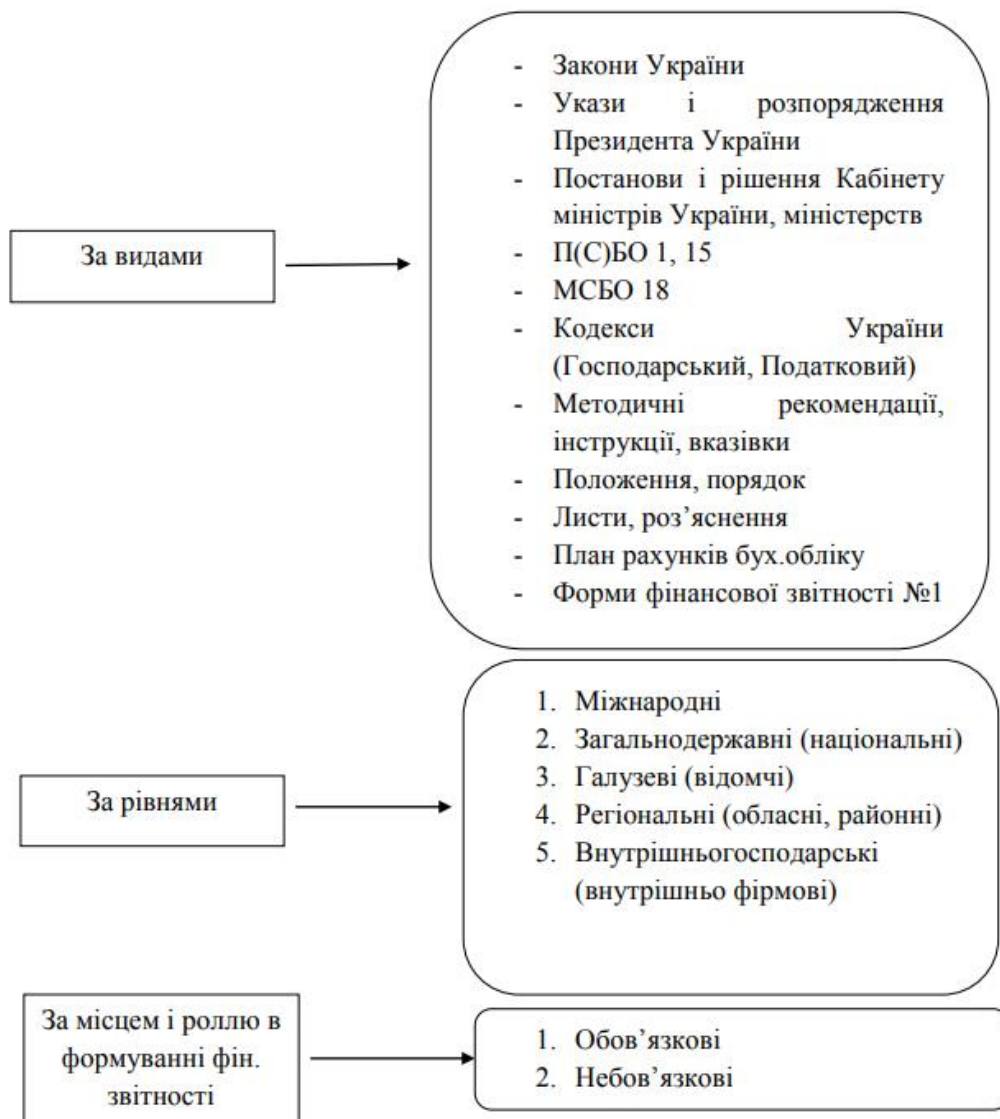 За видами
- Закони України
- Укази і розпорядження
Президента України
- Постанови і рішення Кабінету
міністрів України, міністерств
- П(С)БО 1, 15
- МСБО 18
- Кодекси України
(Господарський, Податковий)
- Методичні рекомендації,
інструкції, вказівки
- Положення, порядок
- Листи, роз’яснення
- План рахунків бух.обліку
- Форми фінансової звітності №1
За рівнями
1. Міжнародні
2. Загальнодержавні (національні)
3. Галузеві (відомчі)
4. Регіональні (обласні, районні)
5. Внутрішньогосподарські
(внутрішньо фірмові)
За місцем і роллю в
формуванні фін.
звітності
1. Обов’язкові
2. Небов’язкові